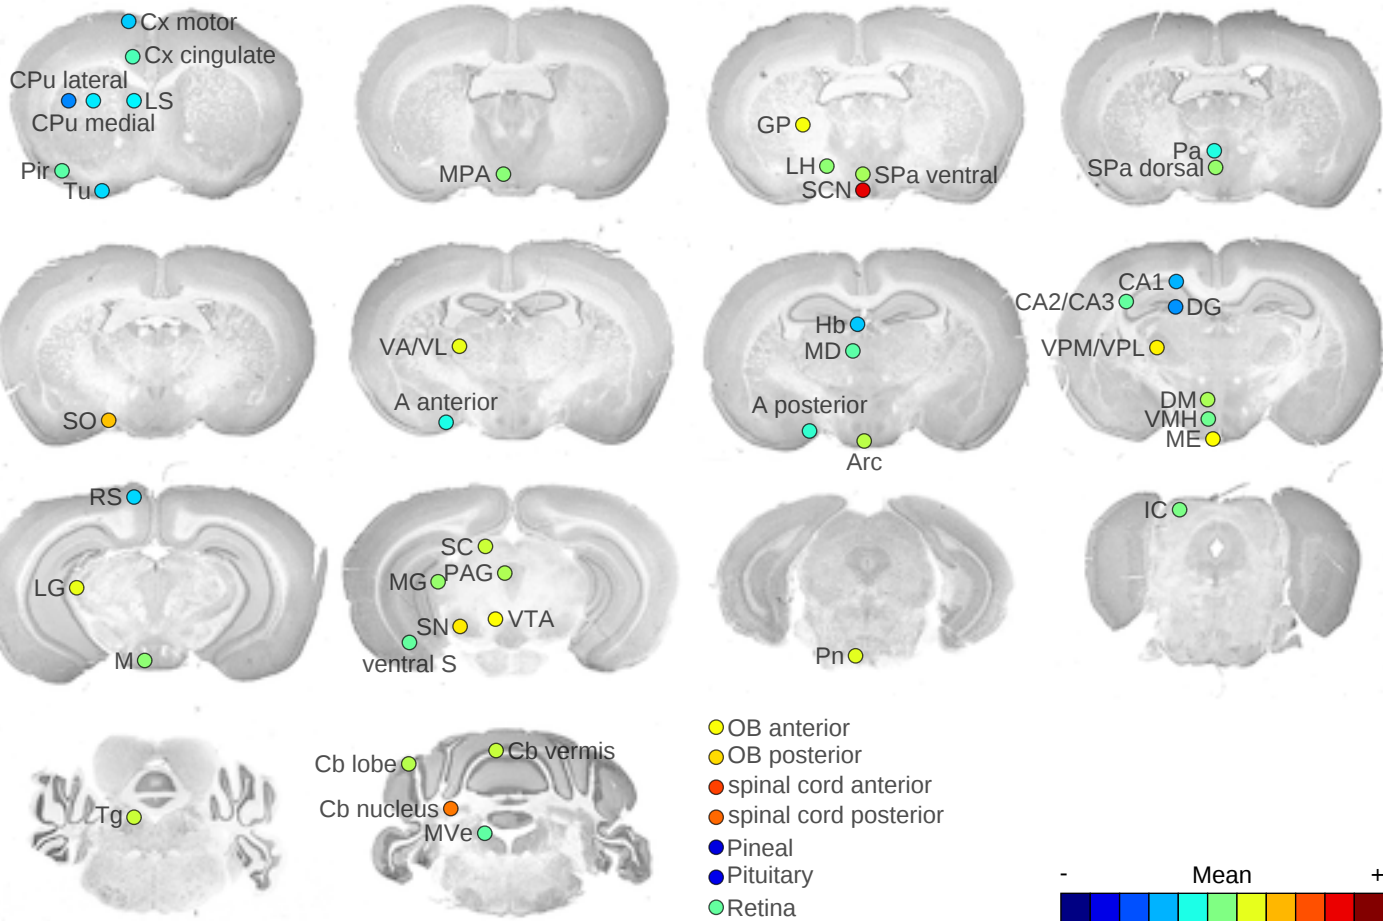 Cx motor
Cx cingulate
CPu lateral
LS
CPu medial
Pir
Tu
MPA
GP
LH
SPa ventral
SCN
Pa
SPa dorsal
SO
VA/VL
A anterior
Hb
MD
A posterior
Arc
CA1
CA2/CA3
DG
VPM/VPL
DM
VMH
ME
RS
LG
M
SC
MG
PAG
SN
VTA
ventral S
Pn
IC
Tg
Cb lobe
Cb vermis
Cb nucleus
MVe
OB anterior
OB posterior
spinal cord anterior
spinal cord posterior
Pineal
Pituitary
Retina
- Mean +